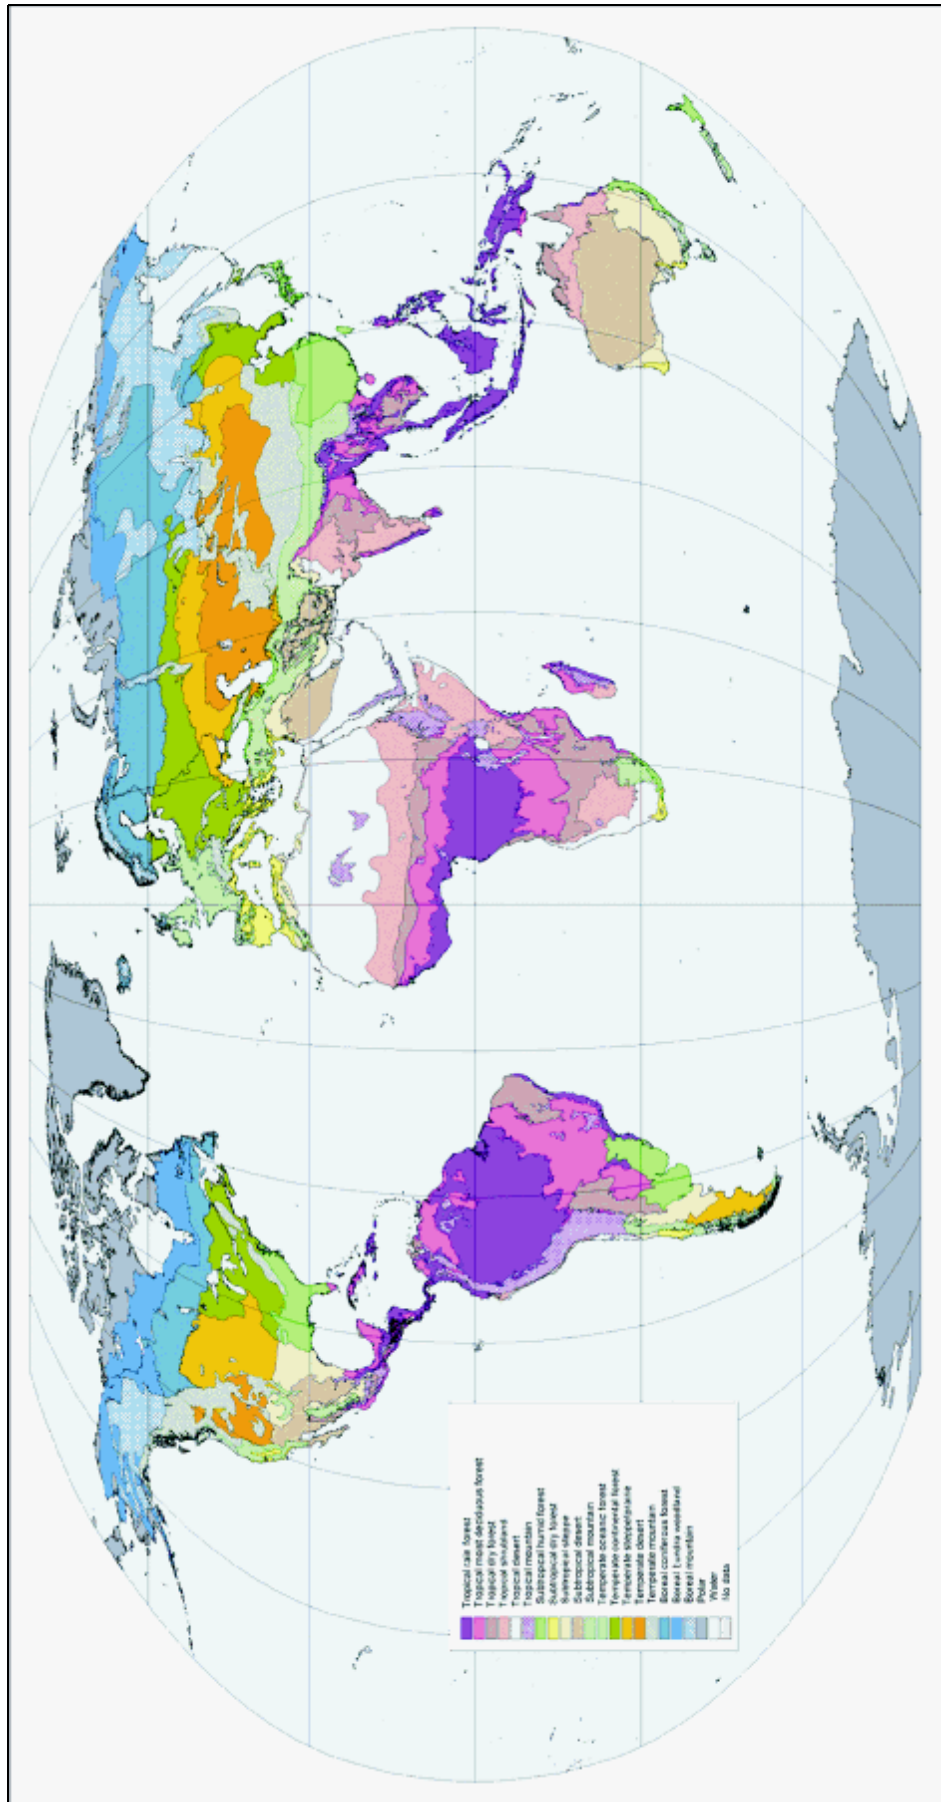 Tropical rain forest
Tropical moist deciduous forest
Tropical dry forest
Tropical shrubland
Tropical desert
Tropical mountain
Subtropical humid forest
Subtropical dry forest
Subtropical steppe
Subtropical desert
Subtropical mountain
Temperate oceanic forest
Temperate continental forest
Temperate steppe/prairie
Temperate desert
Temperate mountain
Boreal coniferous forest
Boreal tundra woodland
Boreal mountain
Polar
Water
No data